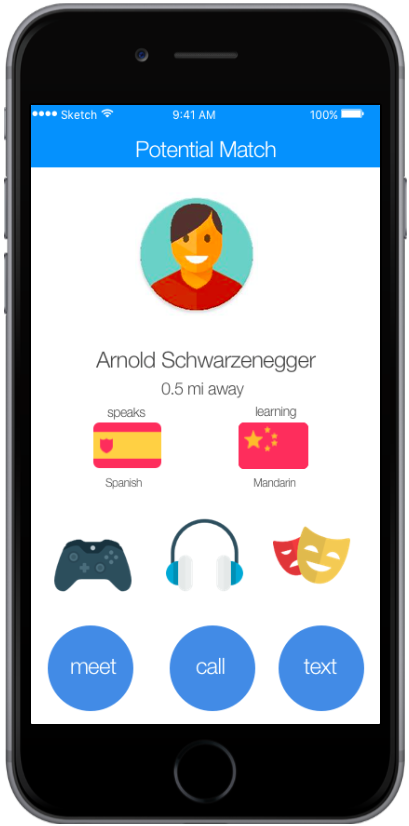 Sketch 9:41 AM 100%
Potential Match
Arnold Schwarzenegger
0.5 mi away
speaks learning
Spanish Mandarin
meet call text